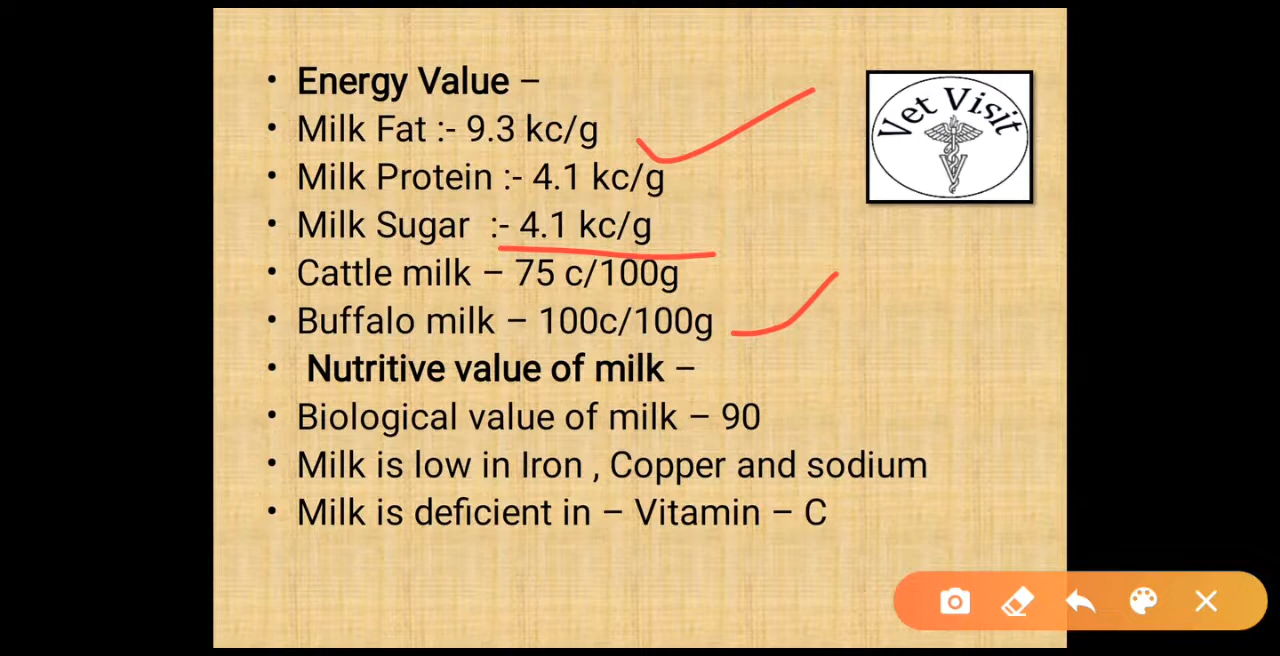 • Energy Value –
• Milk Fat :- 9.3 kc/g
• Milk Protein :- 4.1 kc/g
• Milk Sugar :- 4.1 kc/g
• Cattle milk – 75 c/100g
• Buffalo milk – 100c/100g
• Nutritive value of milk –
• Biological value of milk – 90
• Milk is low in Iron , Copper and sodium
• Milk is deficient in – Vitamin – C
Vet Visit
V